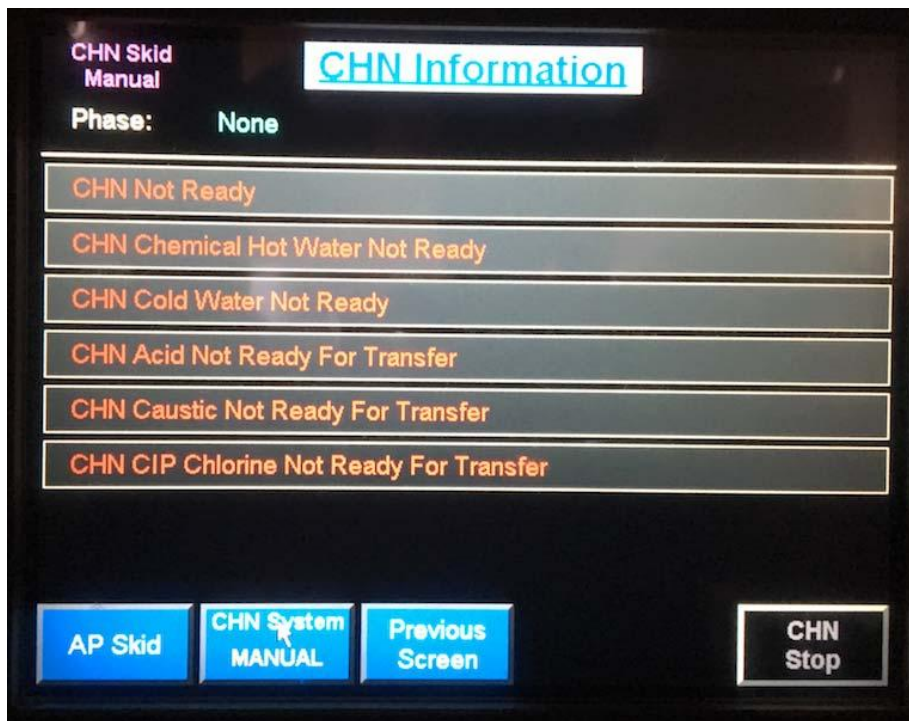 CHN Skid
Manual
CHN Information
Phase: None
CHN Not Ready
CHN Chemical Hot Water Not Ready
CHN Cold Water Not Ready
CHN Acid Not Ready For Transfer
CHN Caustic Not Ready For Transfer
CHN CIP Chlorine Not Ready For Transfer
AP Skid
CHN System
MANUAL
Previous
Screen
CHN
Stop